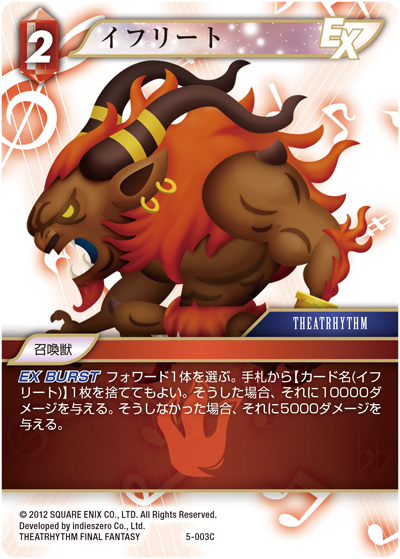 2
イフリート
EX
THEATRHYTHM
召喚獣
EX BURST フォワード1体を選ぶ。手札から【カード名(イフ
リート)】1枚を捨ててもよい。そうした場合、それに10000ダ
メージを与える。そうしなかった場合、それに5000ダメージを
与える。
© 2012 SQUARE ENIX CO., LTD. All Rights Reserved.
Developed by indieszero Co., Ltd.
THEATRHYTHM FINAL FANTASY 5-003C